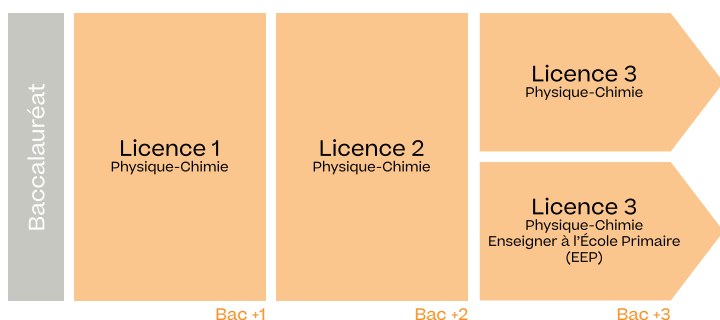 Baccalauréat
Licence 1
Physique-Chimie
Licence 2
Physique-Chimie
Licence 3
Physique-Chimie
Licence 3
Physique-Chimie
Enseigner à l'École Primaire
(EEP)
Bac +1
Bac +2
Bac +3